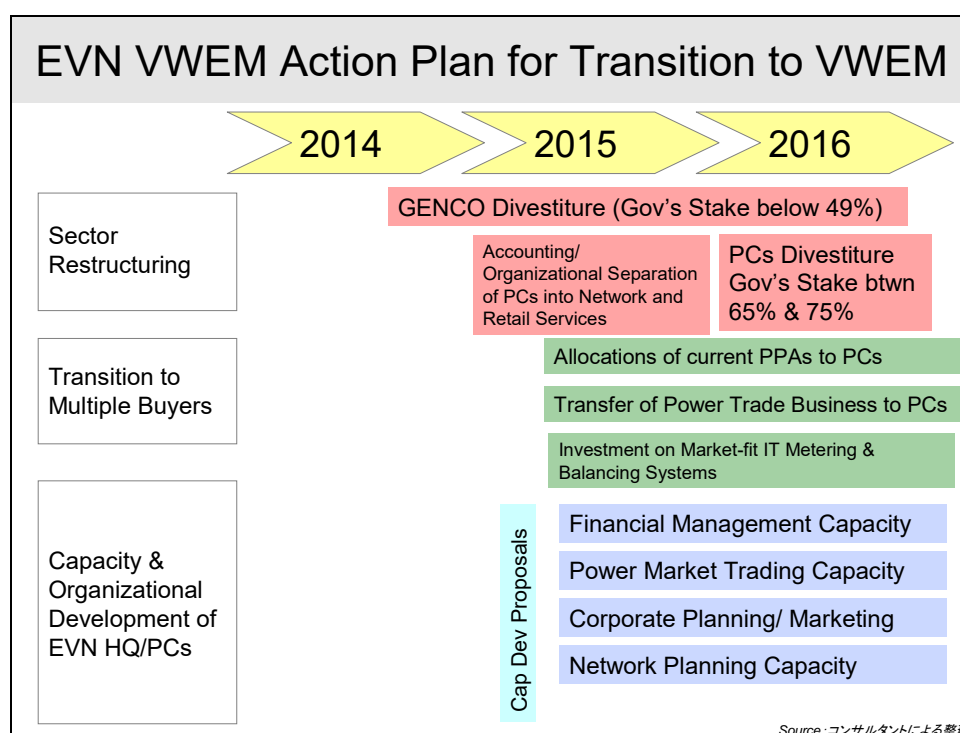 EVN VWEM Action Plan for Transition to VWEM
2014
2015
2016
Sector
Restructuring
GENCO Divestiture (Gov's Stake below 49%)
Accounting/
Organizational Separation
of PCs into Network and
Retail Services
PCs Divestiture
Gov's Stake btwn
65% & 75%
Transition to
Multiple Buyers
Allocations of current PPAs to PCs
Transfer of Power Trade Business to PCs
Investment on Market-fit IT Metering &
Balancing Systems
Capacity &
Organizational
Development of
EVN HQ/PCs
Cap Dev Proposals
Financial Management Capacity
Power Market Trading Capacity
Corporate Planning/ Marketing
Network Planning Capacity
Source :コンサルタントによる整理